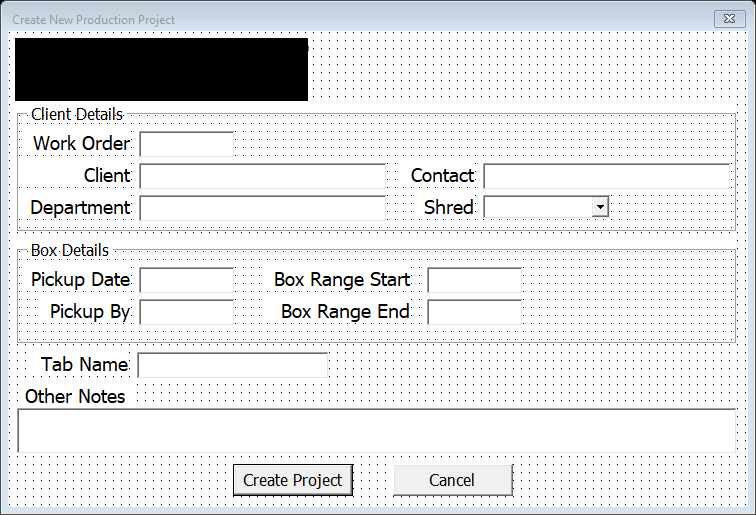 Create New Production Project
Client Details
Work Order
Client Contact
Department Shred
Box Details
Pickup Date Box Range Start
Pickup By Box Range End
Tab Name
Other Notes
Create Project Cancel